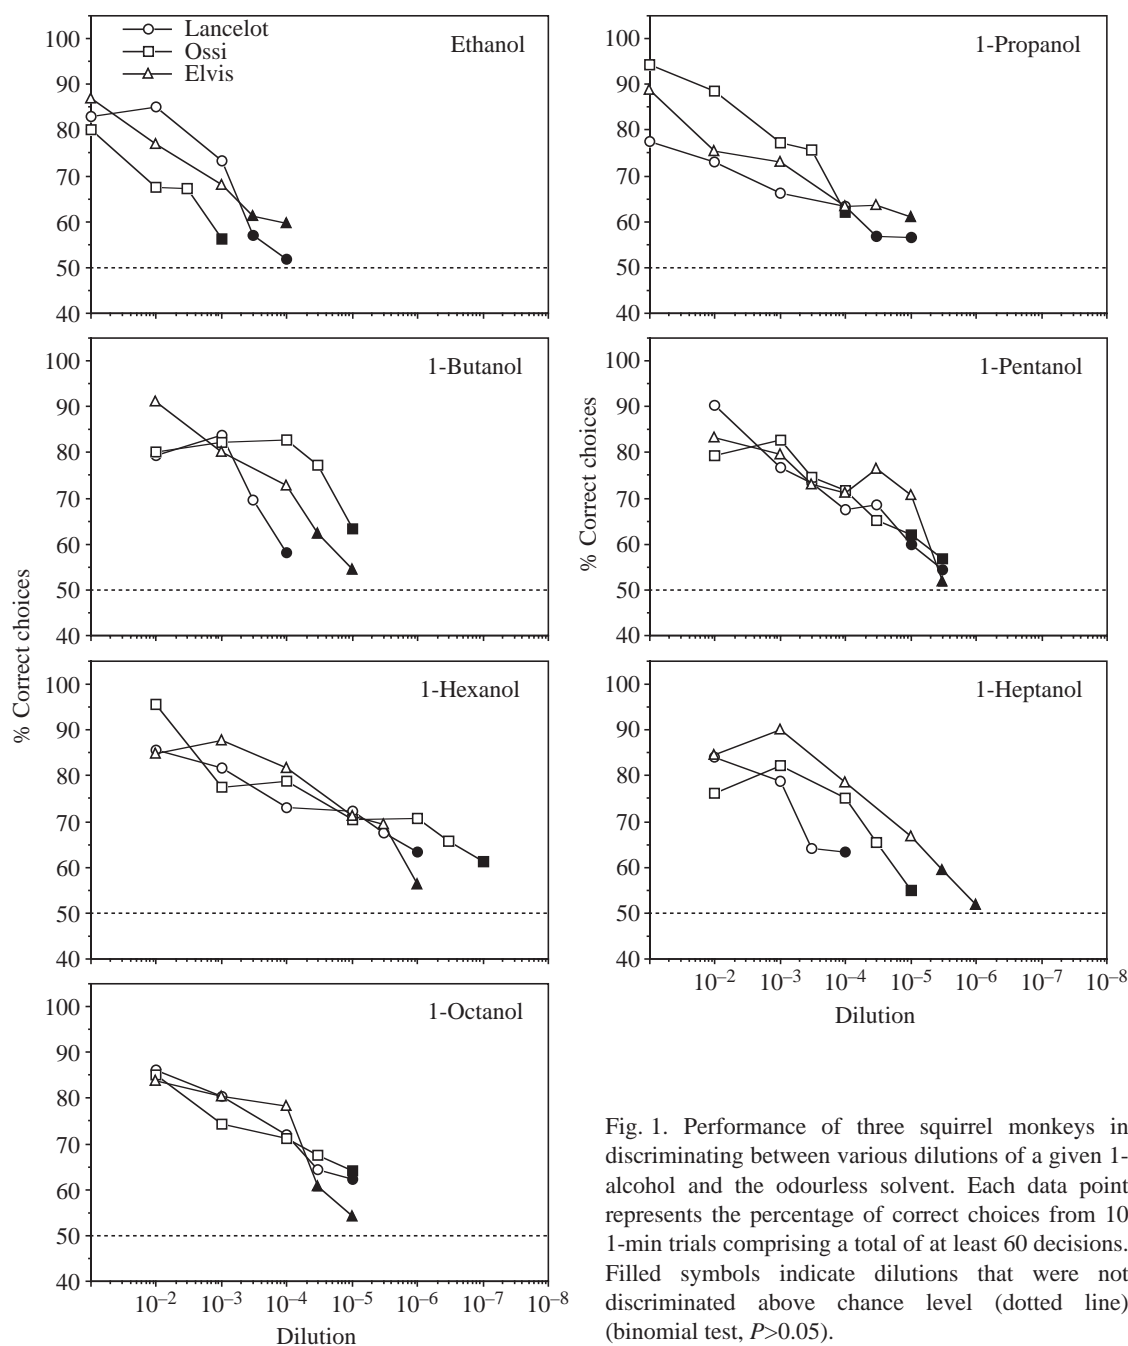 Lancelot
Ossi
Elvis
Ethanol
100
90
80
70
60
50
40
1-Propanol
100
90
80
70
60
50
40
1-Butanol
100
90
80
70
60
50
40
1-Pentanol
100
90
80
70
60
50
40
% Correct choices
% Correct choices
1-Hexanol
100
90
80
70
60
50
40
1-Heptanol
100
90
80
70
60
50
40
10⁻² 10⁻³ 10⁻⁴ 10⁻⁵ 10⁻⁶ 10⁻⁷ 10⁻⁸
Dilution
1-Octanol
100
90
80
70
60
50
40
10⁻² 10⁻³ 10⁻⁴ 10⁻⁵ 10⁻⁶ 10⁻⁷ 10⁻⁸
Dilution
Fig. 1. Performance of three squirrel monkeys in
discriminating between various dilutions of a given 1-
alcohol and the odourless solvent. Each data point
represents the percentage of correct choices from 10
1-min trials comprising a total of at least 60 decisions.
Filled symbols indicate dilutions that were not
discriminated above chance level (dotted line)
(binomial test, P>0.05).